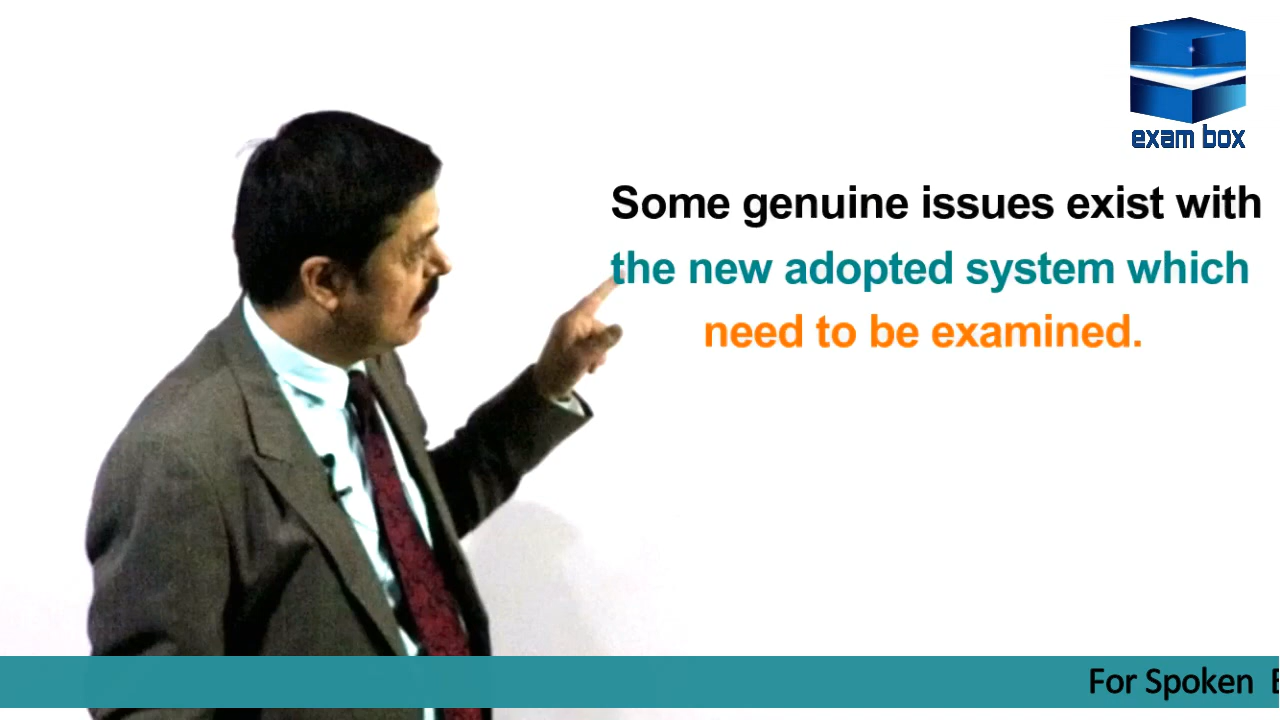 exam box
Some genuine issues exist with
the new adopted system which
need to be examined.
For Spoken